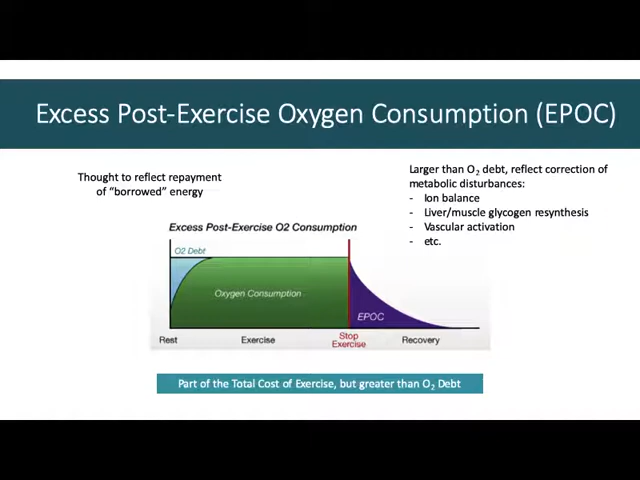 Excess Post-Exercise Oxygen Consumption (EPOC)
Thought to reflect repayment
of “borrowed” energy
Larger than O₂ debt, reflect correction of
metabolic disturbances:
- Ion balance
- Liver/muscle glycogen resynthesis
- Vascular activation
- etc.
Excess Post-Exercise O2 Consumption
O2 Debt
Oxygen Consumption
EPOC
Rest
Exercise
Stop
Exercise
Recovery
Part of the Total Cost of Exercise, but greater than O₂ Debt